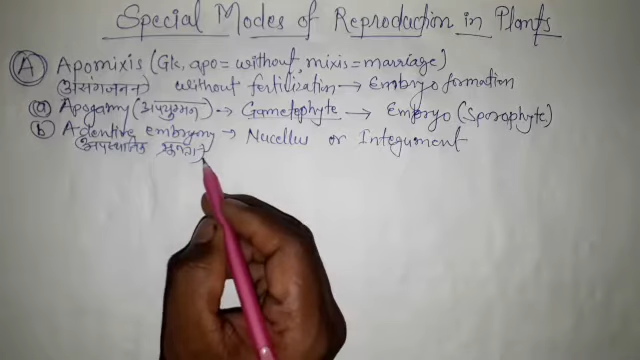 Special Modes of Reproduction in Plants
(A) Apomixis (Gk, apo = without, mixis = marriage)
(असंगजनन) without fertilization → Embryo formation
(a) Apogamy (अपयुग्मन) → Gametophyte → Embryo (Sporophyte)
(b) Adventive embryony → Nucellus or Integument